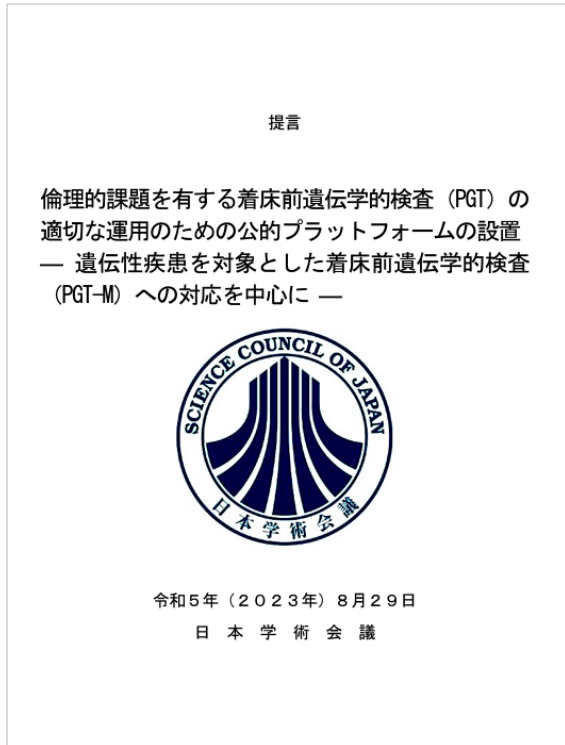 提言
倫理的課題を有する着床前遺伝学的検査（PGT）の
適切な運用のための公的プラットフォームの設置
― 遺伝性疾患を対象とした着床前遺伝学的検査
（PGT-M）への対応を中心に ―
SCIENCE COUNCIL OF JAPAN
日本学術会議
令和５年（２０２３年）８月２９日
日　本　学　術　会　議